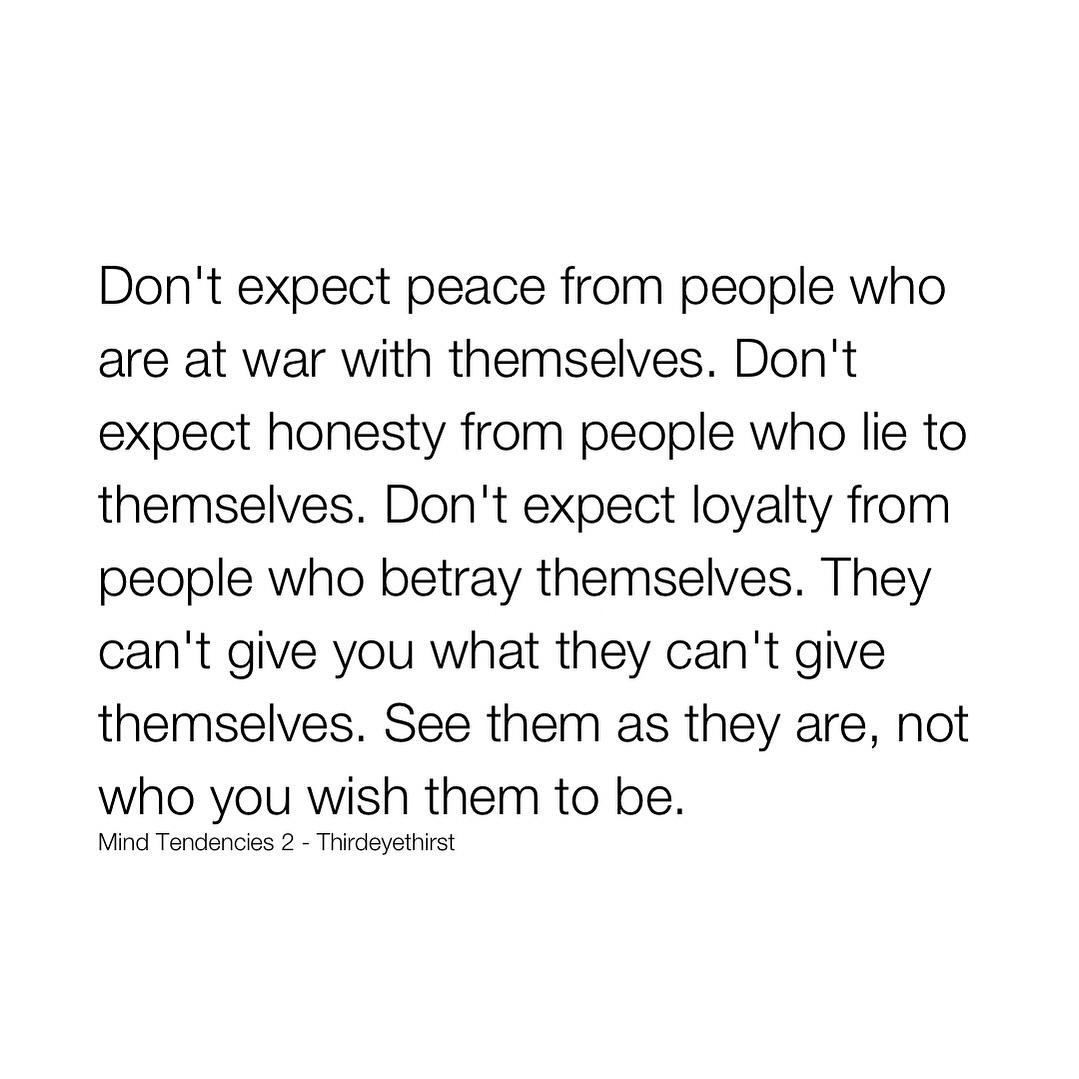 Don't expect peace from people who
are at war with themselves. Don't
expect honesty from people who lie to
themselves. Don't expect loyalty from
people who betray themselves. They
can't give you what they can't give
themselves. See them as they are, not
who you wish them to be.
Mind Tendencies 2 - Thirdeyethirst